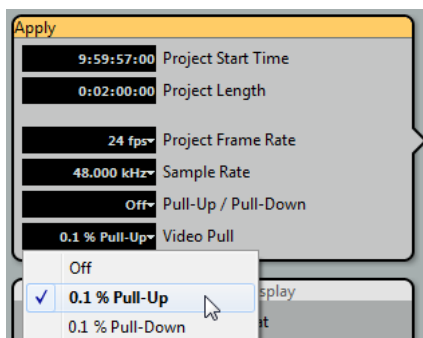 Apply
9:59:57:00 Project Start Time
0:02:00:00 Project Length
24 fps Project Frame Rate
48.000 kHz Sample Rate
Off Pull-Up / Pull-Down
0.1 % Pull-Up Video Pull
Off
✓ 0.1 % Pull-Up
0.1 % Pull-Down